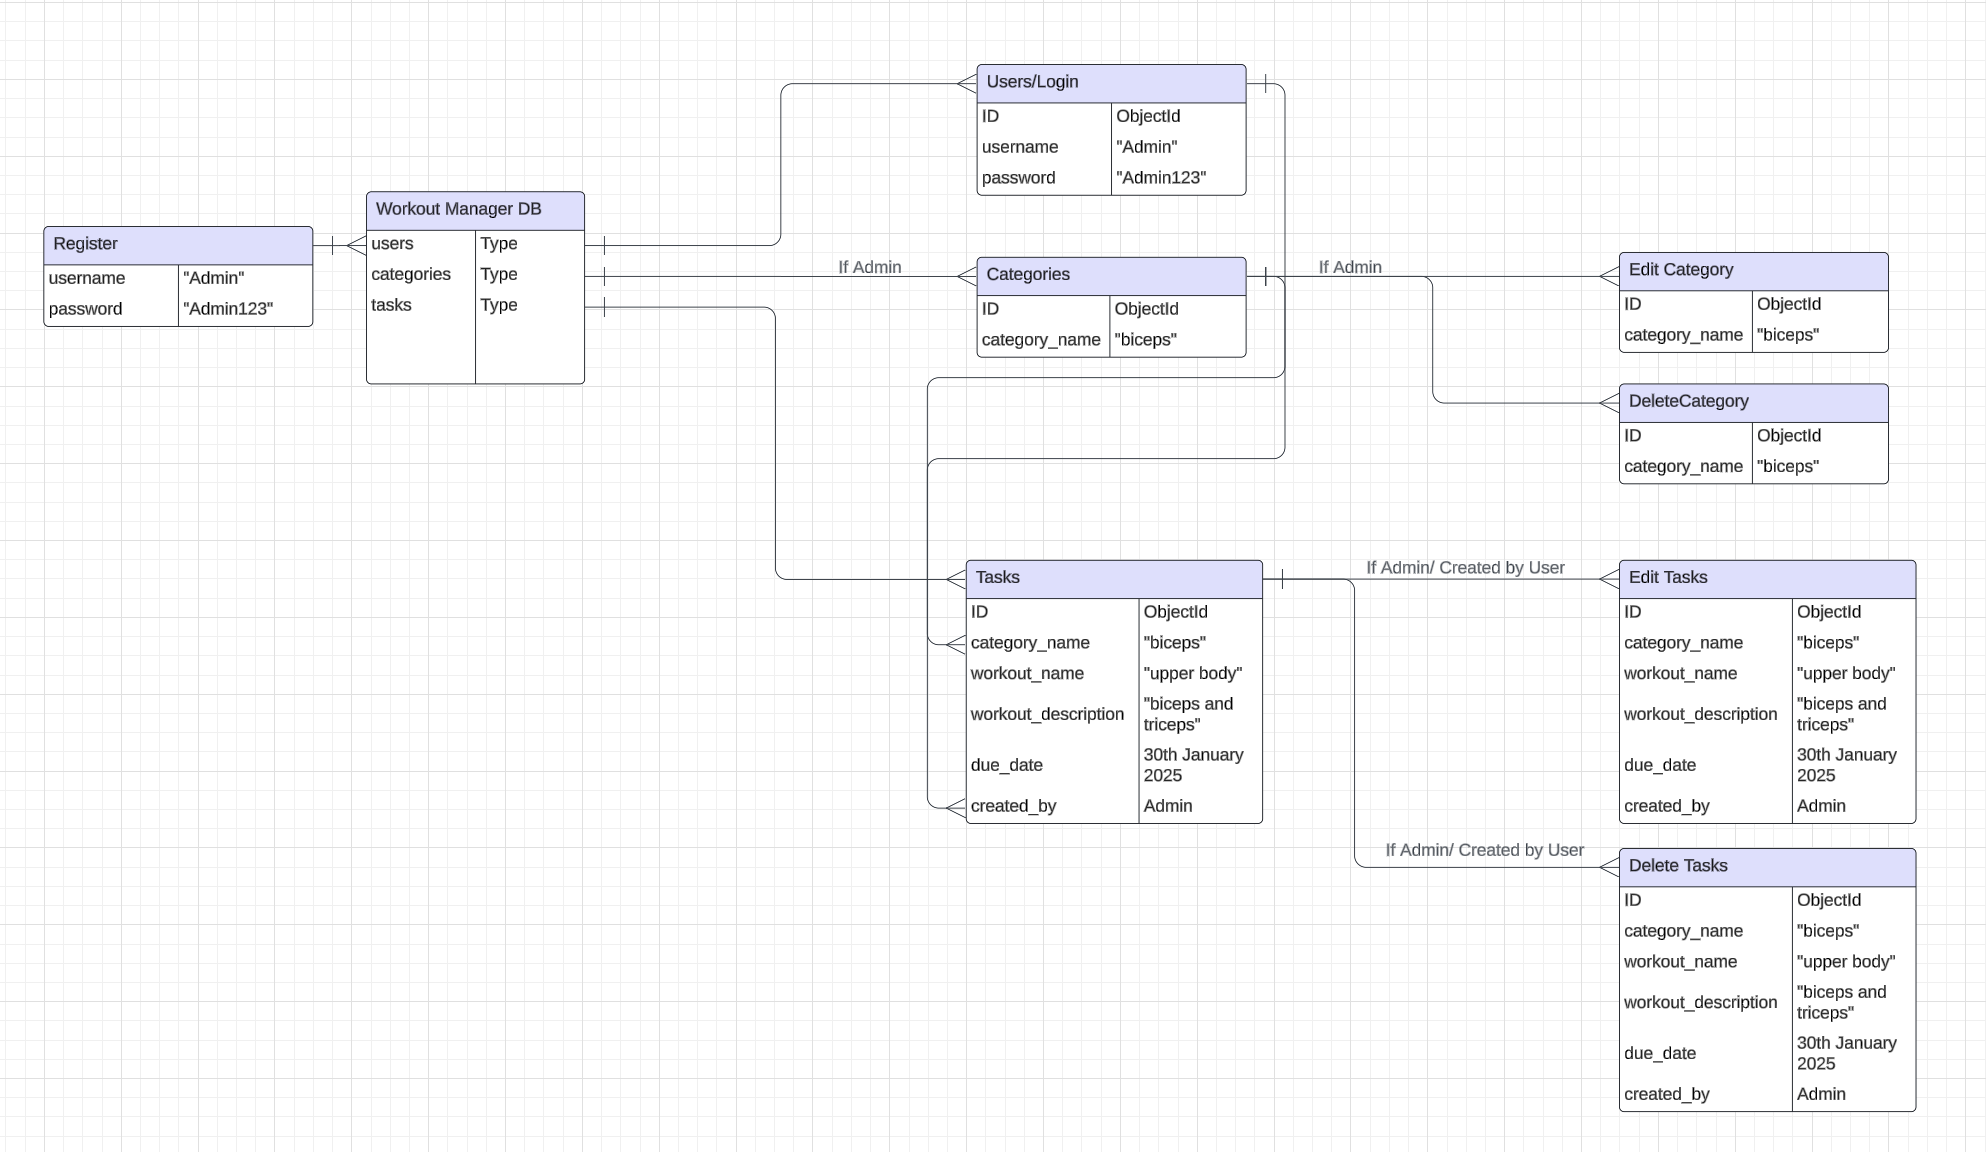 Users/Login
ID ObjectId
username "Admin"
password "Admin123"
Workout Manager DB
users Type
categories Type
tasks Type
Register
username "Admin"
password "Admin123"
If Admin
Categories
ID ObjectId
category_name "biceps"
If Admin
Edit Category
ID ObjectId
category_name "biceps"
DeleteCategory
ID ObjectId
category_name "biceps"
Tasks
ID ObjectId
category_name "biceps"
workout_name "upper body"
workout_description "biceps and
triceps"
due_date 30th January
2025
created_by Admin
If Admin/ Created by User
Edit Tasks
ID ObjectId
category_name "biceps"
workout_name "upper body"
workout_description "biceps and
triceps"
due_date 30th January
2025
created_by Admin
If Admin/ Created by User
Delete Tasks
ID ObjectId
category_name "biceps"
workout_name "upper body"
workout_description "biceps and
triceps"
due_date 30th January
2025
created_by Admin